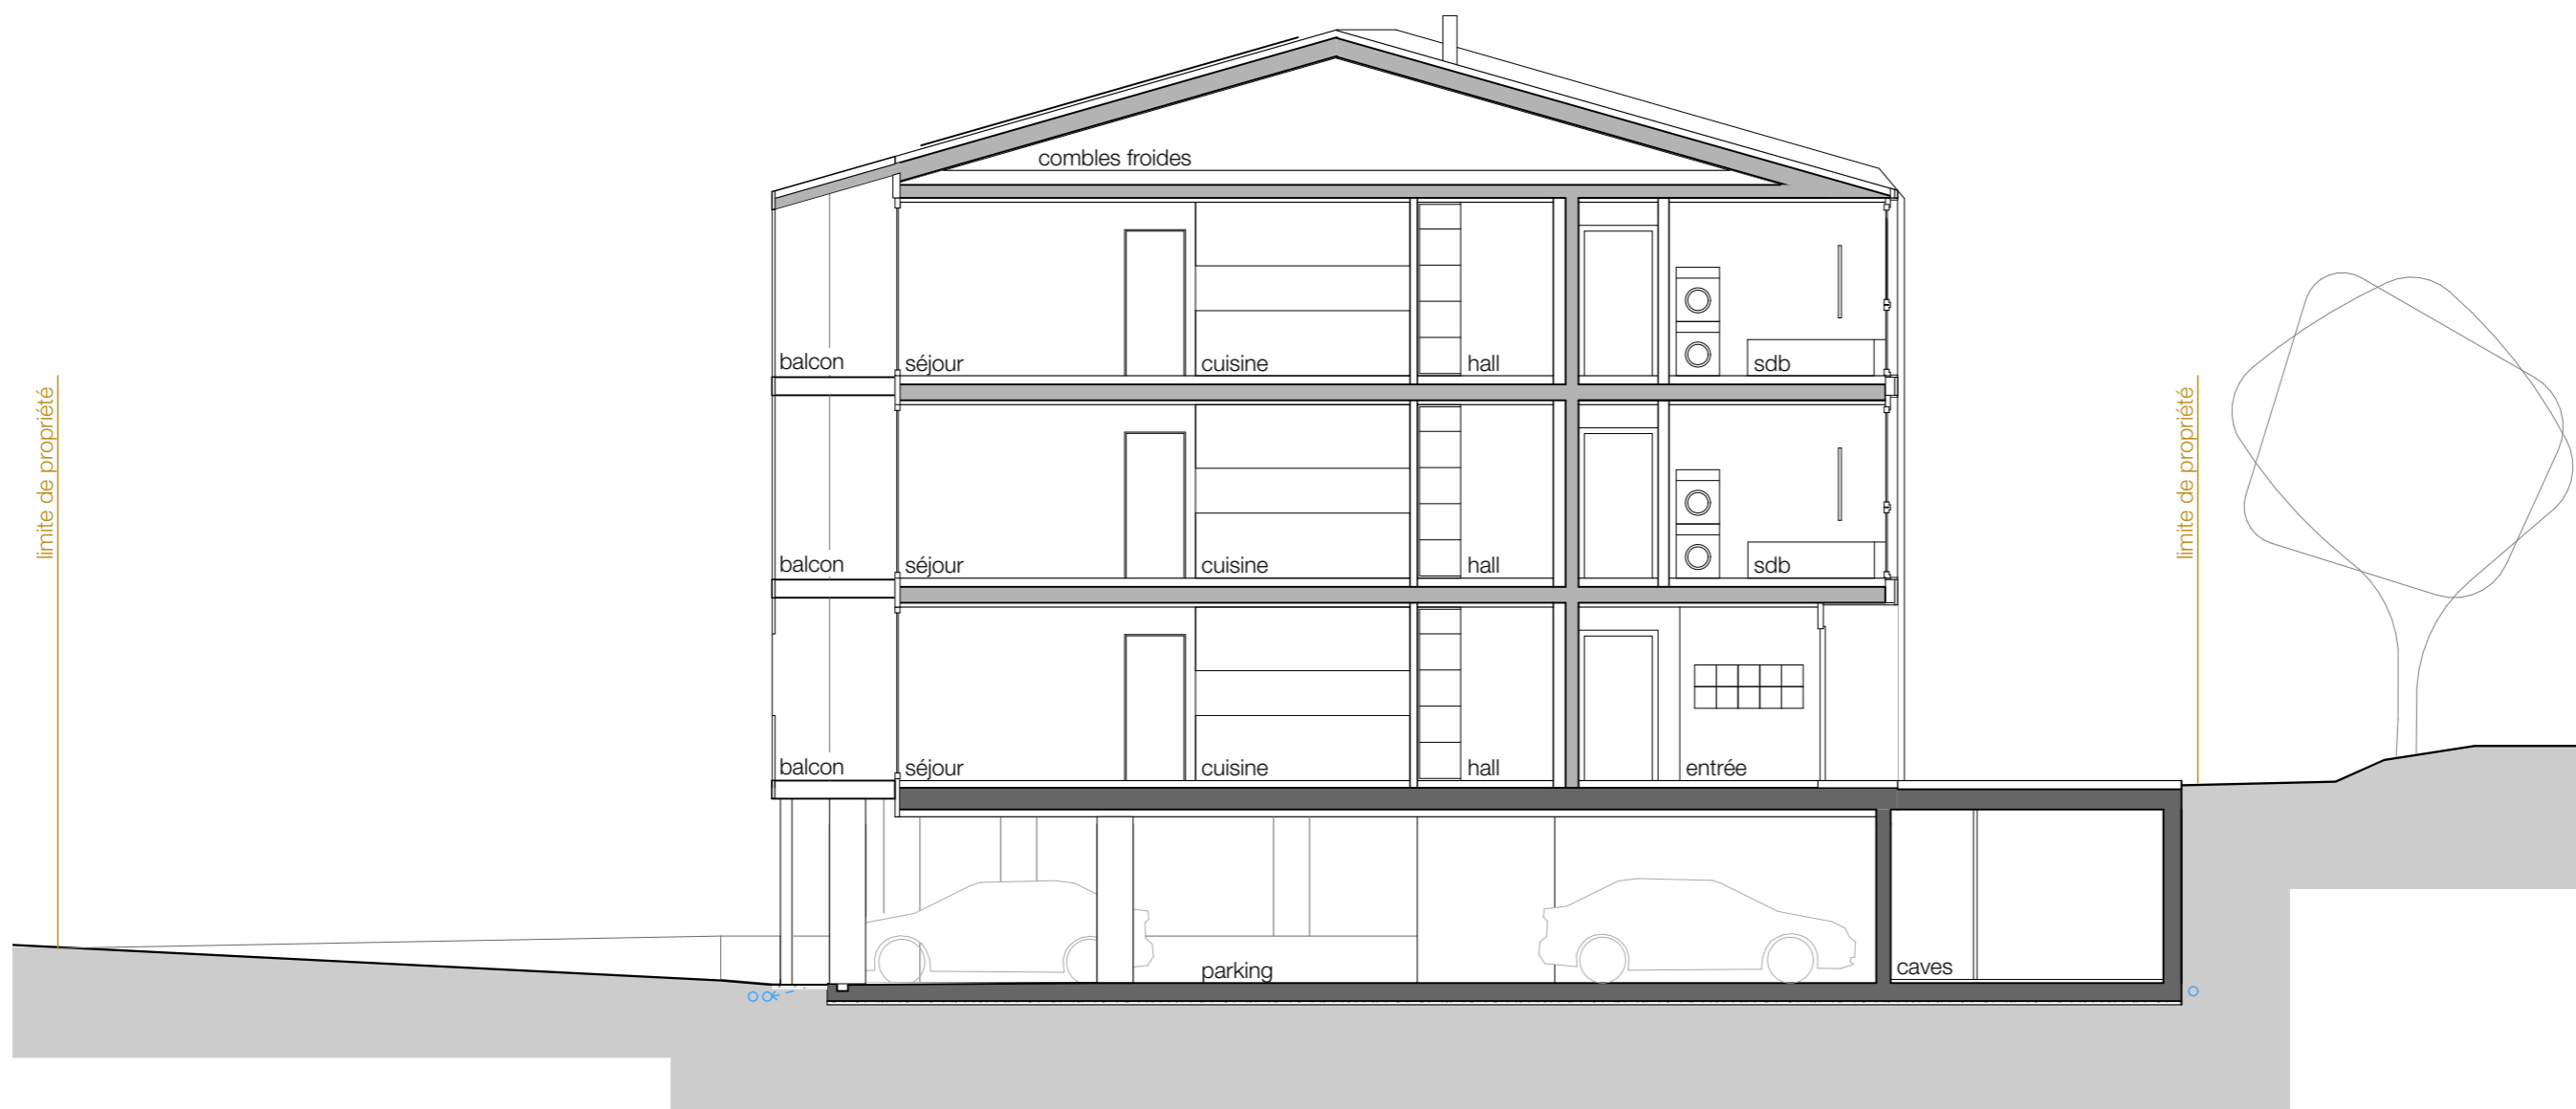 combles froides
balcon
séjour
cuisine
hall
sdb
limite de propriété
limite de propriété
balcon
séjour
cuisine
hall
sdb
balcon
séjour
cuisine
hall
entrée
parking
caves